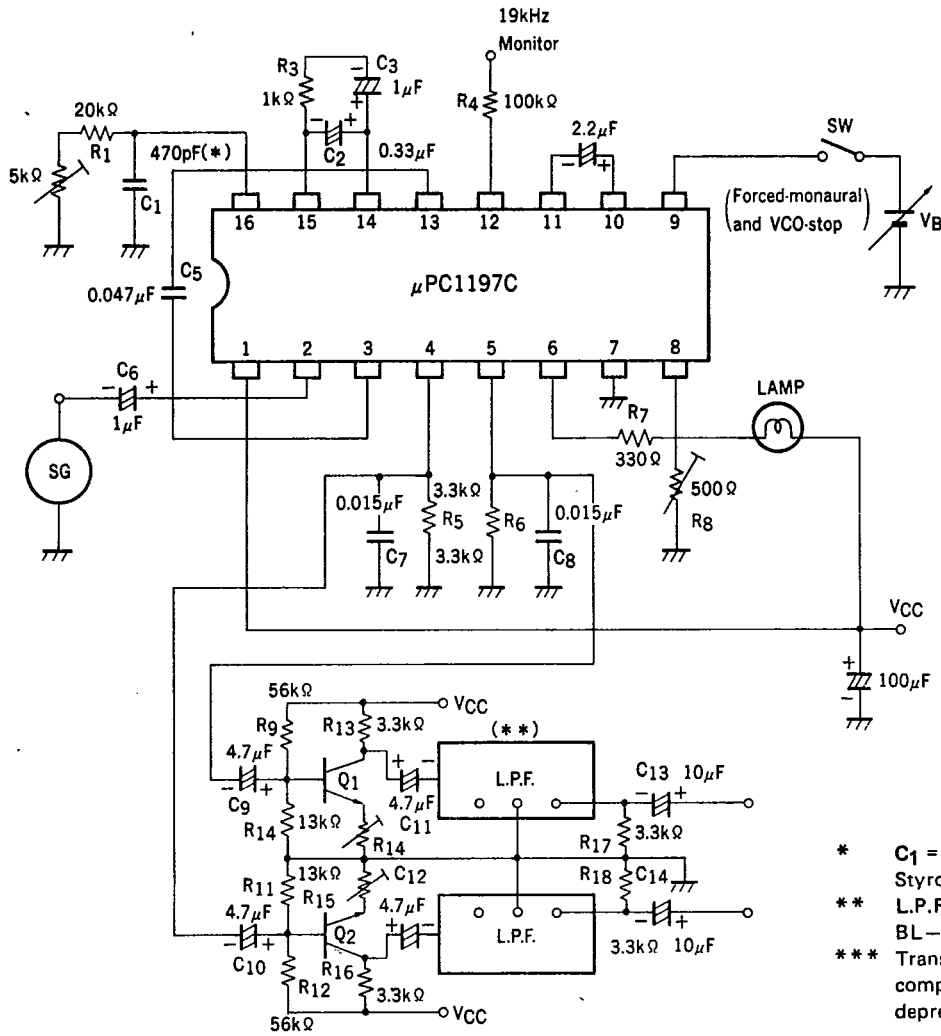 19kHz
Monitor
R3
1kΩ
C3
1μF
- +
C2
0.33μF
R4
100kΩ
2.2μF
- +
20kΩ
R1
470pF(*)
5kΩ
C1
SW
(Forced-monaural
and VCO-stop)
VB
16 15 14 13 12 11 10 9
μPC1197C
1 2 3 4 5 6 7 8
C5
0.047μF
C6
- +
1μF
SG
LAMP
R7
330Ω
500Ω
R8
0.015μF
C7
3.3kΩ
R5
3.3kΩ
R6
0.015μF
C8
VCC
+
-
100μF
56kΩ
R9
R13
3.3kΩ
VCC
4.7μF
- +
C9
Q1
+ -
4.7μF
C11
(**)
L.P.F.
C13
10μF
- +
R14
13kΩ
R14
R17
3.3kΩ
13kΩ
R11
R15
C12
4.7μF
R18
C14
4.7μF
- +
C10
Q2
+ -
L.P.F.
- +
3.3kΩ
10μF
R12
R16
3.3kΩ
56kΩ
VCC
* C1 =
Styro
** L.P.F
BL—
*** Trans
comp
depre